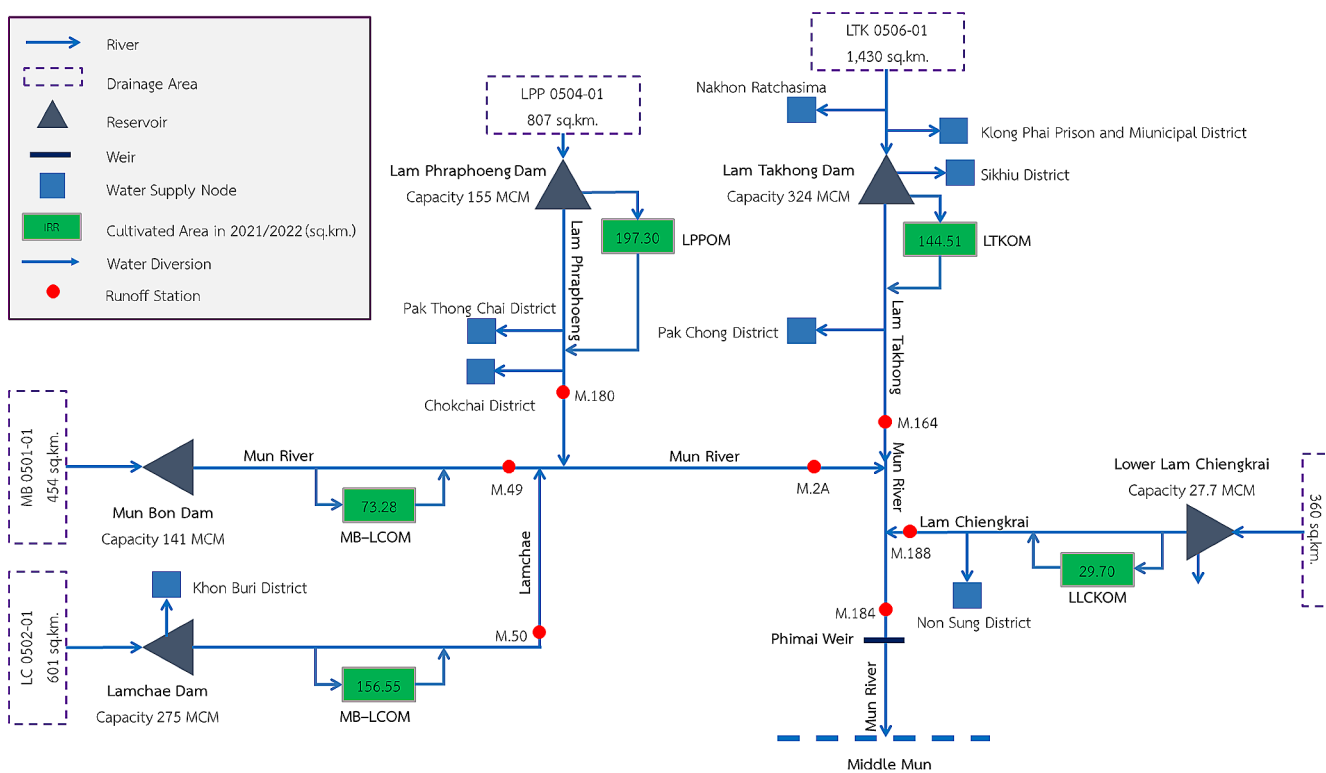 River
Drainage Area
Reservoir
Weir
Water Supply Node
IRR
Cultivated Area in 2021/2022 (sq.km.)
Water Diversion
Runoff Station
LPP 0504-01
807 sq.km.
Lam Phraphoeng Dam
Capacity 155 MCM
197.30
LPPOM
Lam Phraphoeng
Pak Thong Chai District
Chokchai District
M.180
LTK 0506-01
1,430 sq.km.
Nakhon Ratchasima
Klong Phai Prison and Miunicipal District
Lam Takhong Dam
Capacity 324 MCM
Sikhiu District
144.51
LTKOM
Lam Takhong
Pak Chong District
M.164
MB 0501-01
454 sq.km.
Mun Bon Dam
Capacity 141 MCM
Mun River
73.28
MB-LCOM
M.49
Mun River
M.2A
Mun River
LC 0502-01
601 sq.km.
Khon Buri District
Lamchae Dam
Capacity 275 MCM
156.55
MB-LCOM
M.50
Lamchae
Lower Lam Chiengkrai
Capacity 27.7 MCM
360 sq.km.
Lam Chiengkrai
M.188
29.70
LLCKOM
Non Sung District
M.184
Phimai Weir
Mun River
Middle Mun